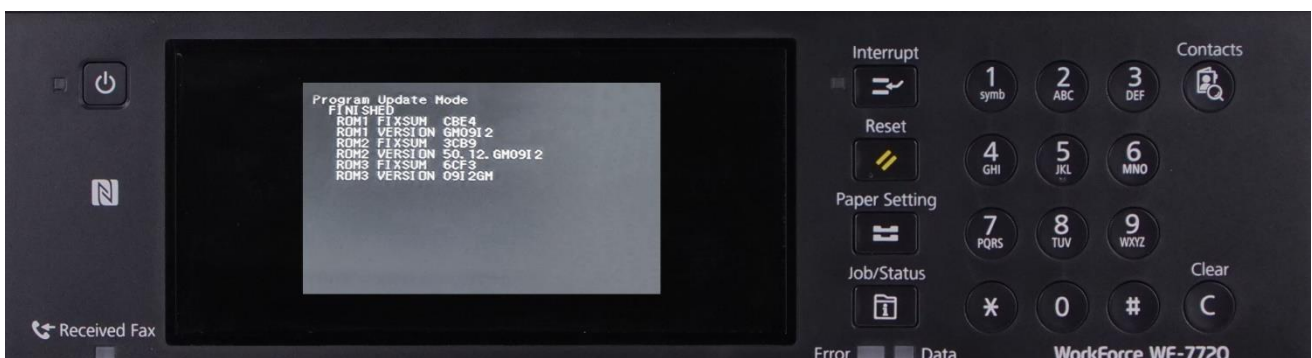 Program Update Mode
FINISHED
ROM1 FIXSUM CBE4
ROM1 VERSION GM09I2
ROM2 FIXSUM 3CB9
ROM2 VERSION 50.12.GM09I2
ROM3 FIXSUM 6CF3
ROM3 VERSION 09I2GM
Received Fax
Interrupt
Reset
Paper Setting
Job/Status
Error
Data
1
symb
2
ABC
3
DEF
4
GHI
5
JKL
6
MNO
7
PQRS
8
TUV
9
WXYZ
*
0
#
Contacts
Clear
C
WorkForce WF-7720